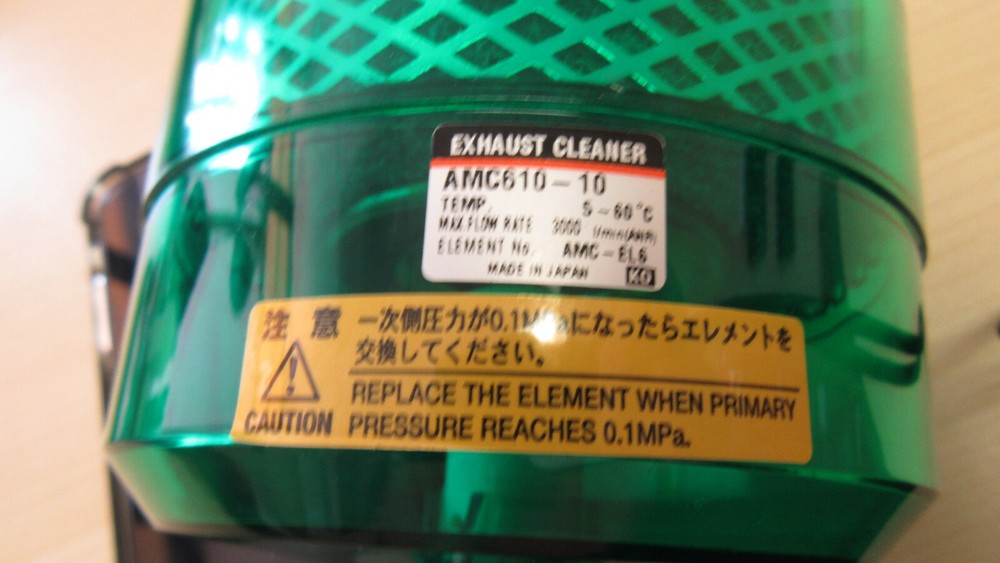 EXHAUST CLEANER
AMC610-10
TEMP. 5~60°C
MAX.FLOW RATE 3000 l/min(ANR)
ELEMENT No. AMC-EL6
MADE IN JAPAN KO
注意 一次側圧力が0.1MPaになったらエレメントを
交換してください。
CAUTION REPLACE THE ELEMENT WHEN PRIMARY
PRESSURE REACHES 0.1MPa.